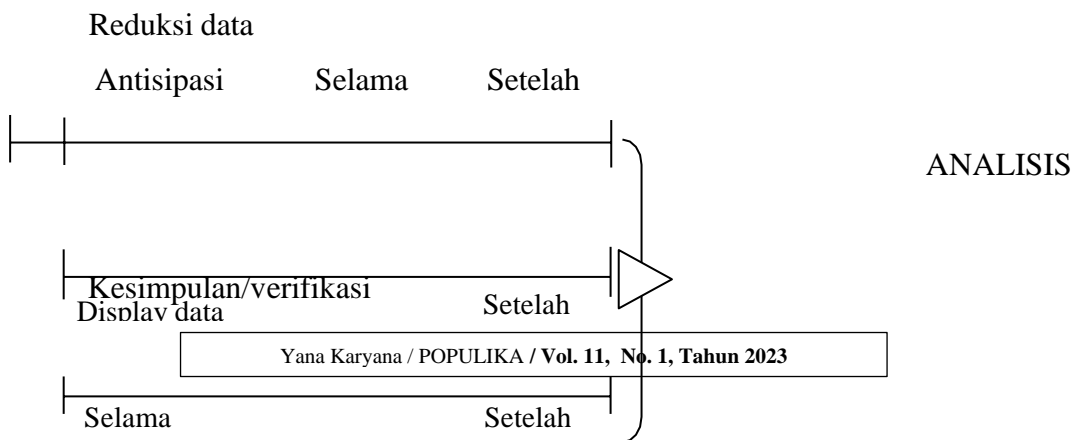 Reduksi data
Antisipasi Selama Setelah
ANALISIS
Kesimpulan/verifikasi
Display data
Setelah
Yana Karyana / POPULIKA / Vol. 11, No. 1, Tahun 2023
Selama Setelah